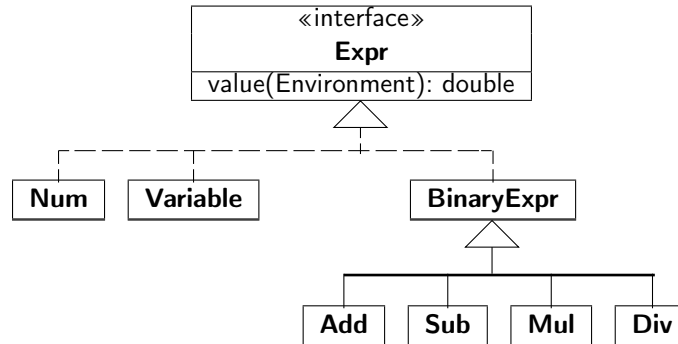 «interface»
Expr
value(Environment): double
Num Variable BinaryExpr
Add Sub Mul Div